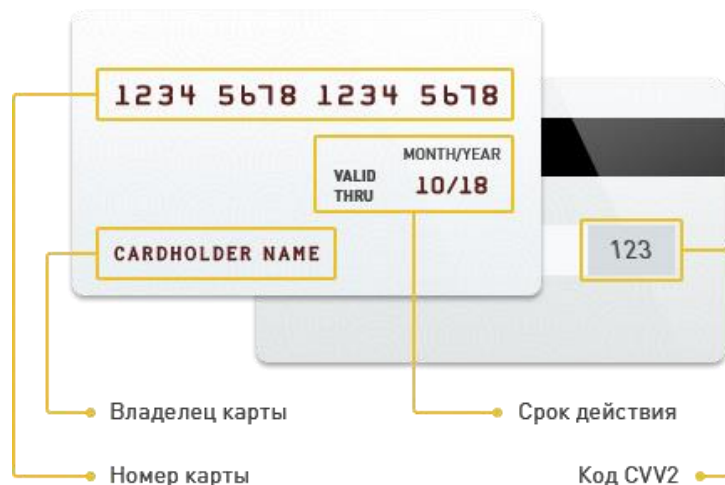 1234 5678 1234 5678
MONTH/YEAR
VALID
THRU
10/18
CARDHOLDER NAME
123
Владелец карты
Срок действия
Номер карты
Код CVV2